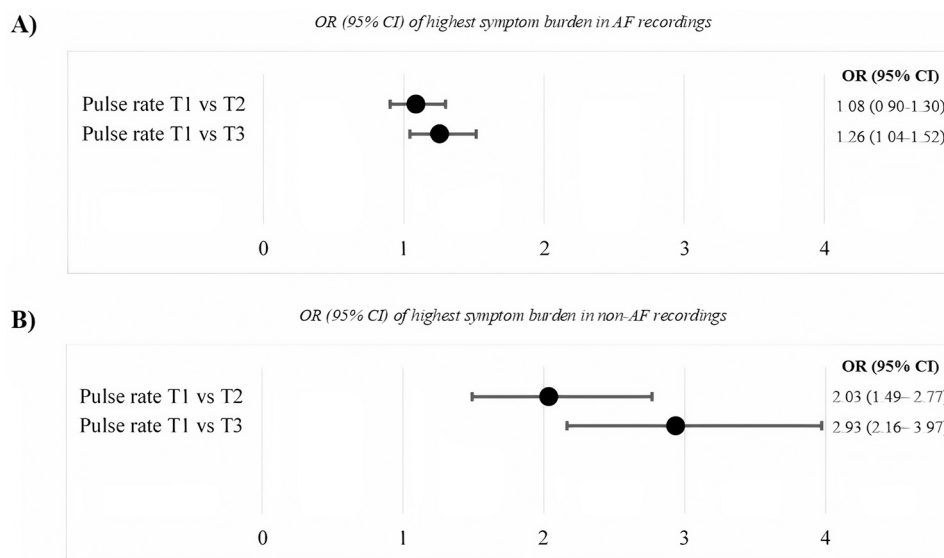 A)
OR (95% CI) of highest symptom burden in AF recordings
OR (95% CI)
Pulse rate T1 vs T2 1 08 (0 90-1.30)
Pulse rate T1 vs T3 1.26 (1 04-1.52)
0 1 2 3 4
B)
OR (95% CI) of highest symptom burden in non-AF recordings
OR (95% CI)
Pulse rate T1 vs T2 2 03 (1 49– 2.77)
Pulse rate T1 vs T3 2.93 (2.16– 3 97)
0 1 2 3 4